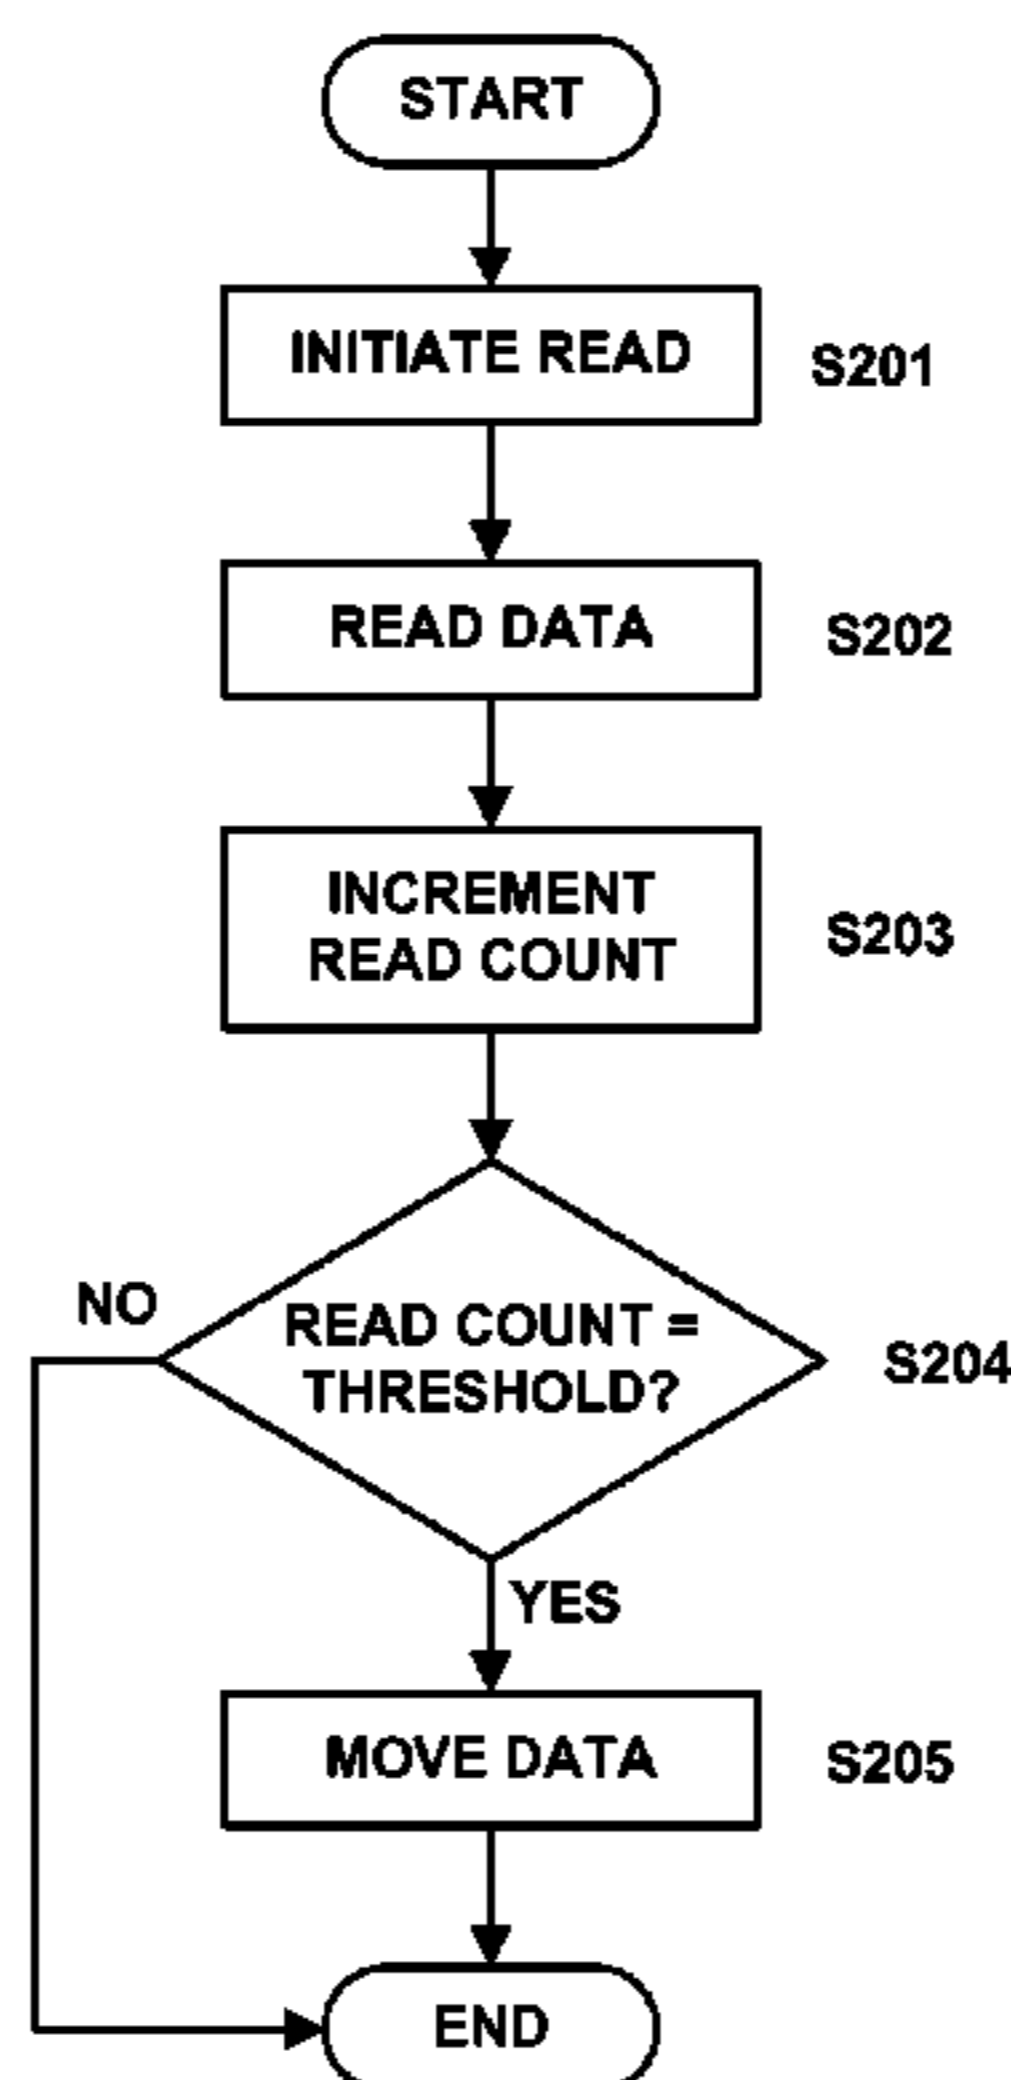 START
INITIATE READ
S201
READ DATA
S202
INCREMENT
READ COUNT
S203
NO
READ COUNT =
THRESHOLD?
S204
YES
MOVE DATA
S205
END